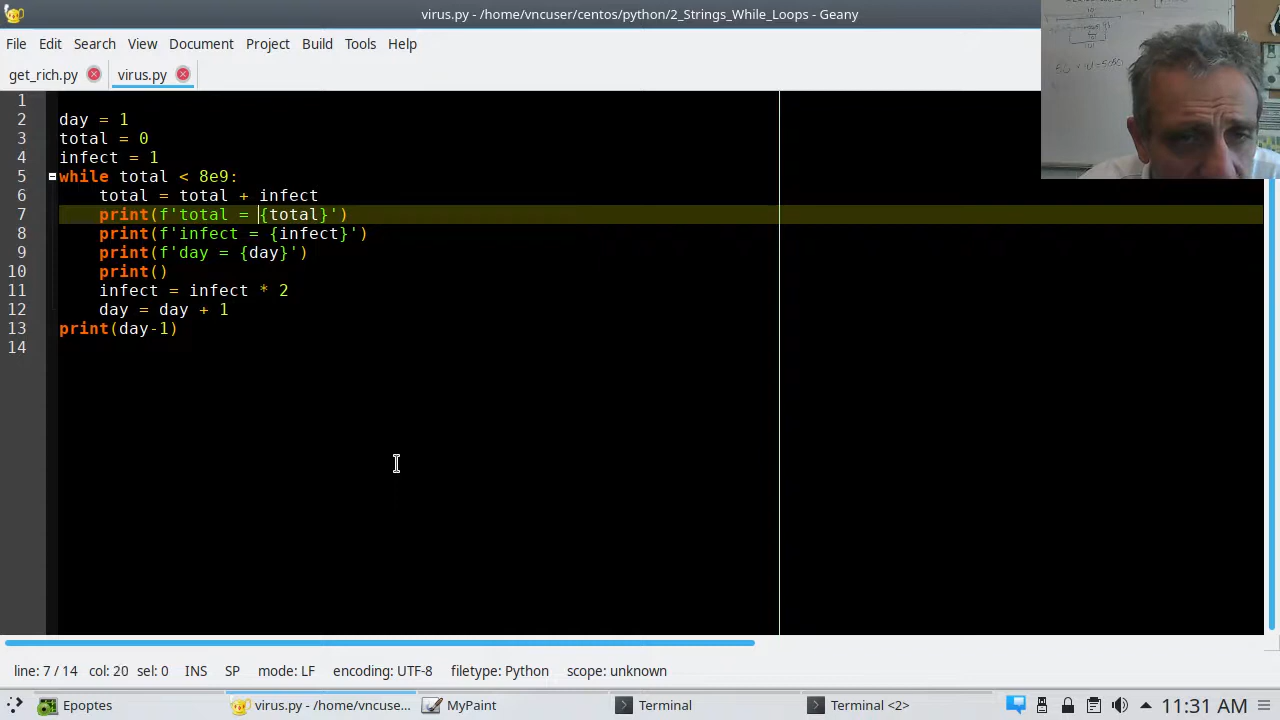 virus.py - /home/vncuser/centos/python/2_Strings_While_Loops - Geany
File Edit Search View Document Project Build Tools Help
get_rich.py virus.py
1
2 day = 1
3 total = 0
4 infect = 1
5 while total < 8e9:
6 total = total + infect
7 print(f'total = {total}')
8 print(f'infect = {infect}')
9 print(f'day = {day}')
10 print()
11 infect = infect * 2
12 day = day + 1
13 print(day-1)
14
line: 7 / 14 col: 20 sel: 0 INS SP mode: LF encoding: UTF-8 filetype: Python scope: unknown
Epoptes virus.py - /home/vncuse... MyPaint Terminal Terminal <2> 11:31 AM